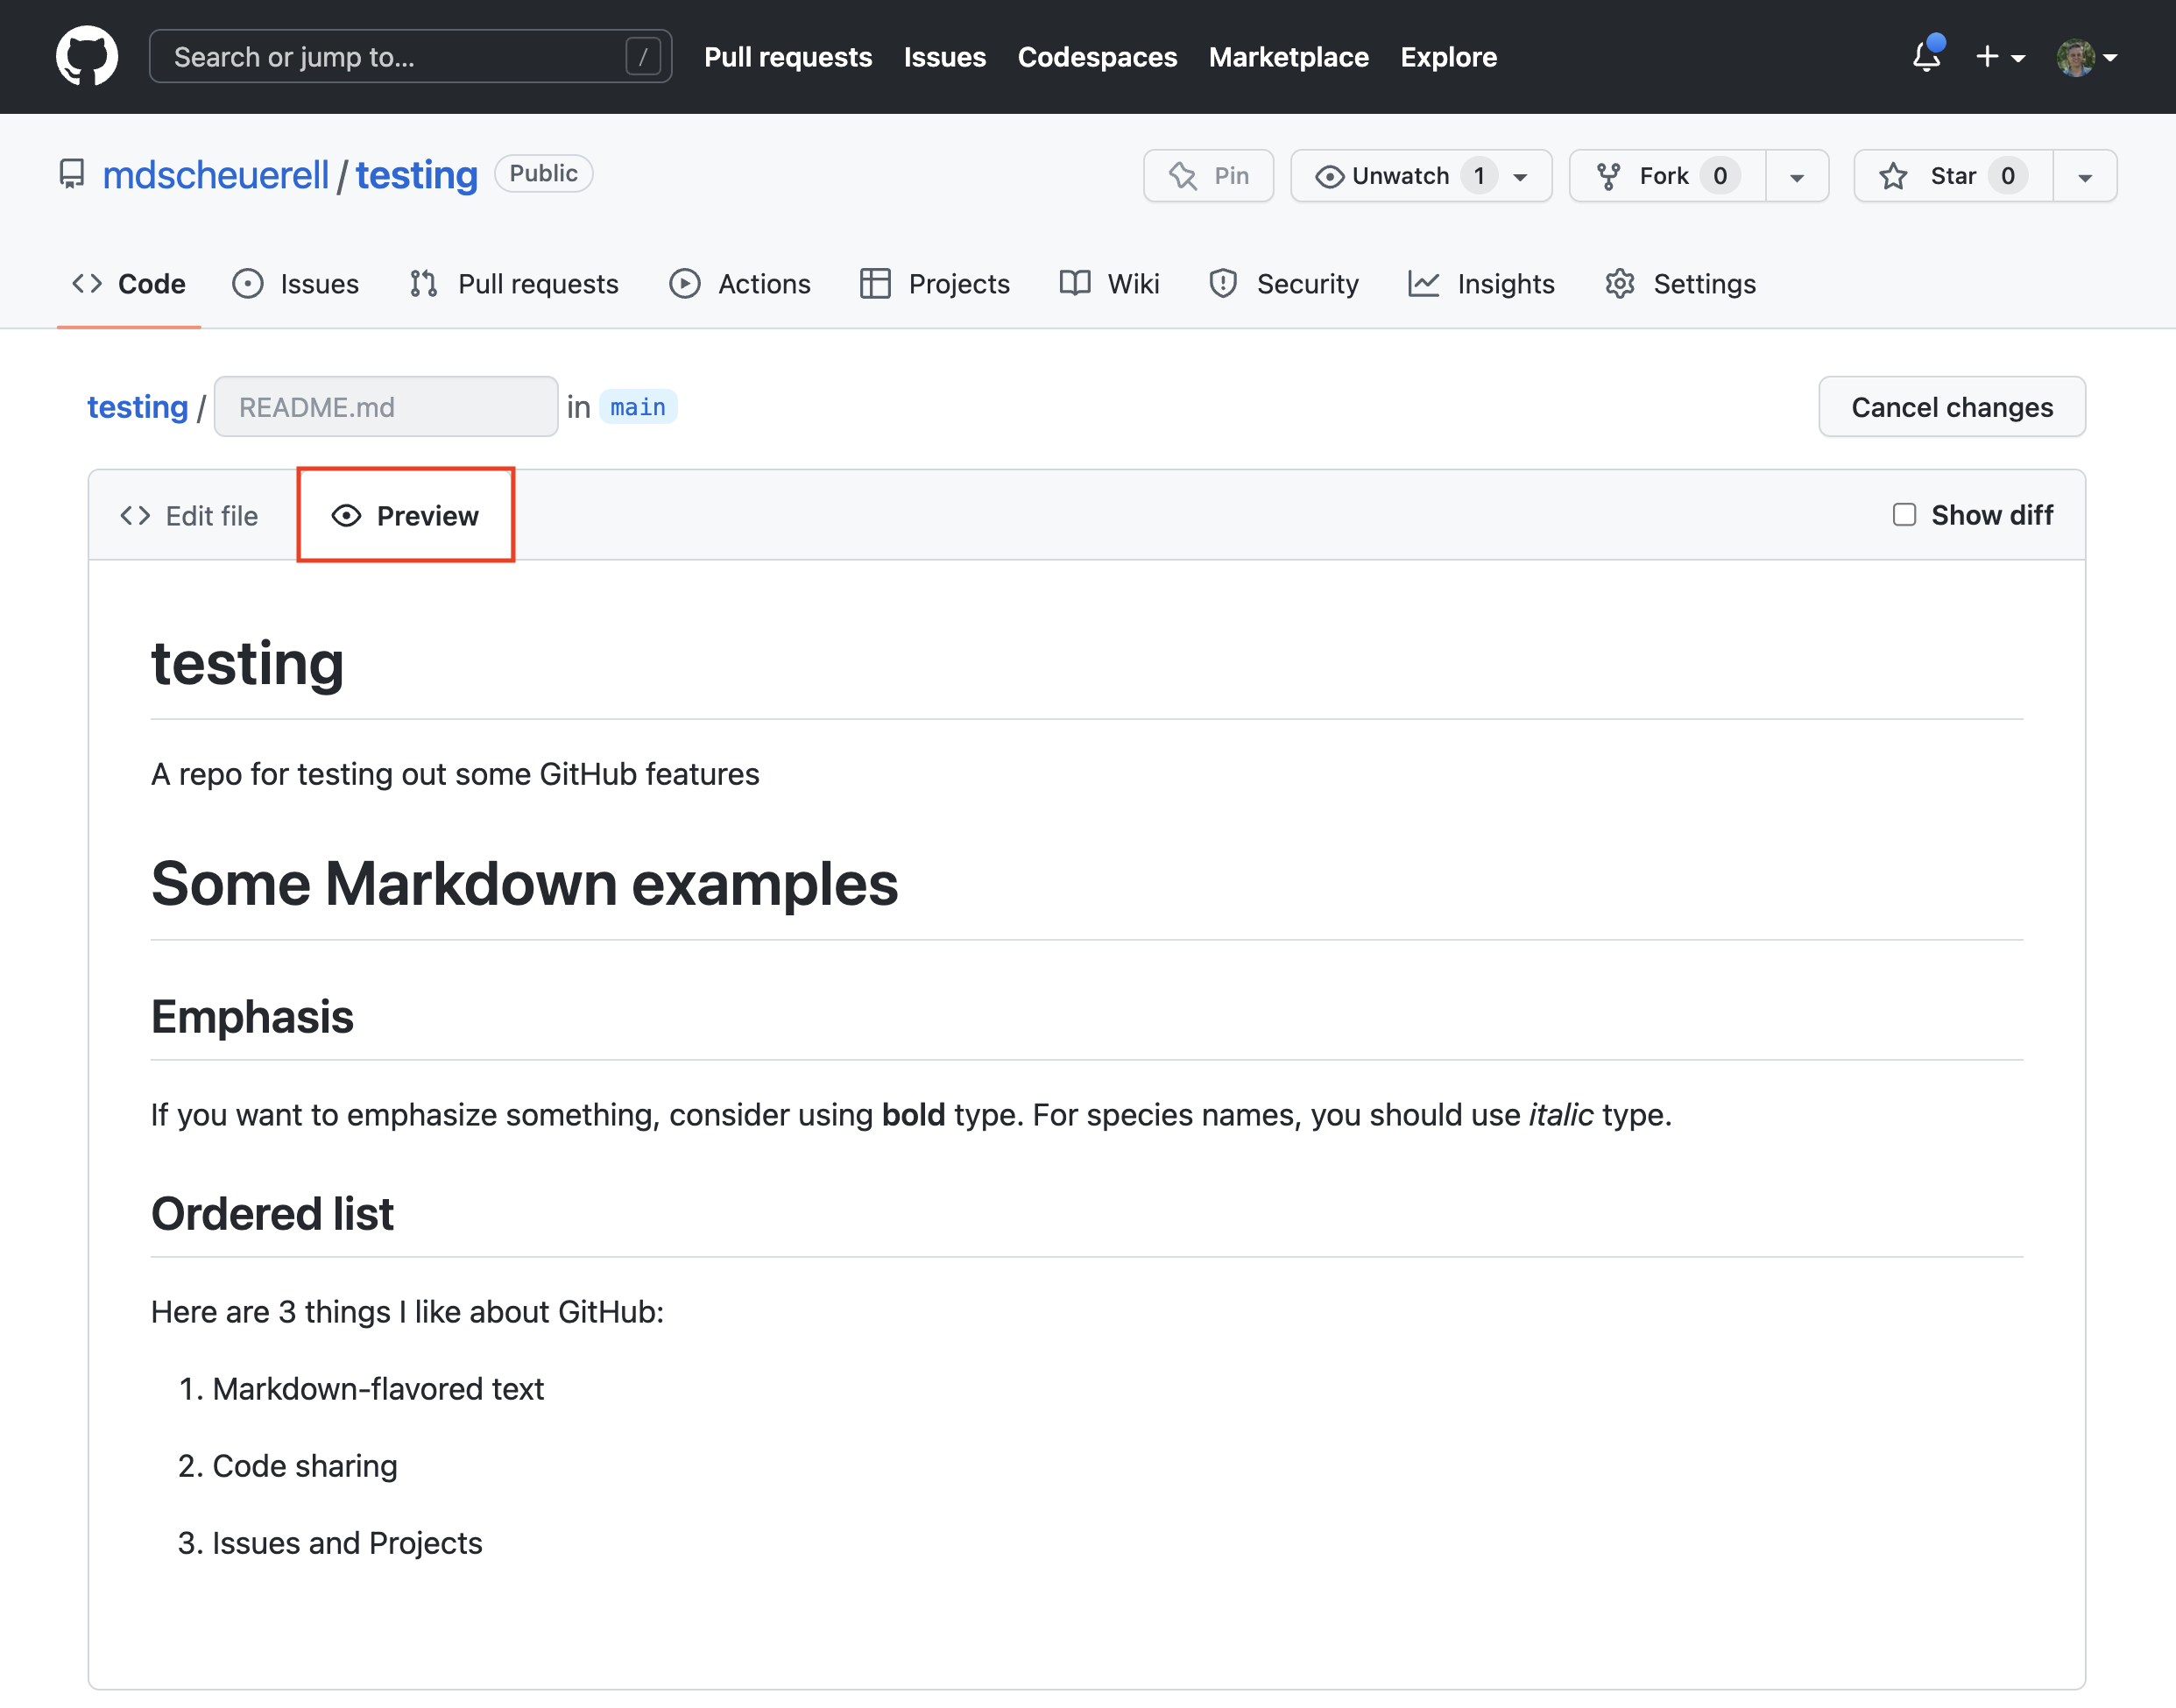 Search or jump to... / Pull requests Issues Codespaces Marketplace Explore
mdscheuerell / testing Public Pin Unwatch 1 Fork 0 Star 0
Code Issues Pull requests Actions Projects Wiki Security Insights Settings
testing / README.md in main Cancel changes
Edit file Preview Show diff
testing
A repo for testing out some GitHub features
Some Markdown examples
Emphasis
If you want to emphasize something, consider using bold type. For species names, you should use italic type.
Ordered list
Here are 3 things I like about GitHub:
1. Markdown-flavored text
2. Code sharing
3. Issues and Projects